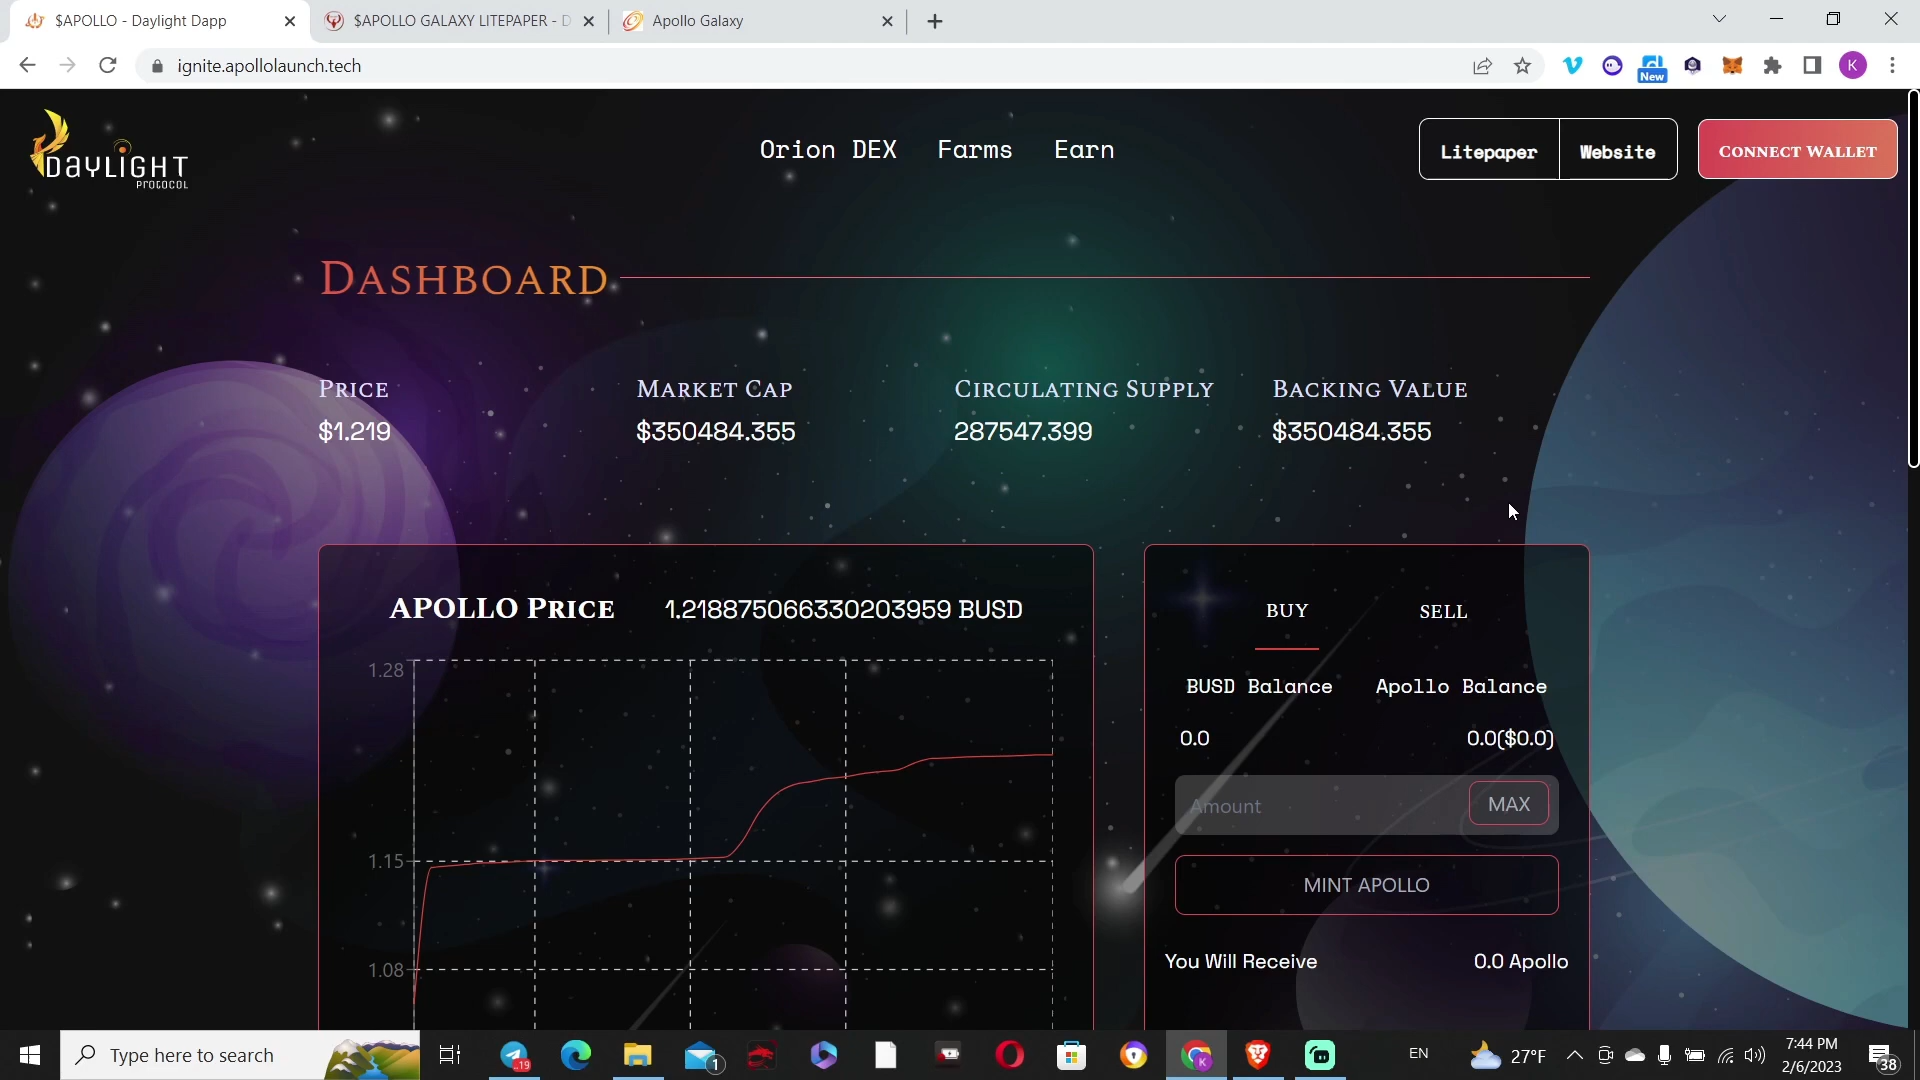 $APOLLO - Daylight Dapp
$APOLLO GALAXY LITEPAPER - D
Apollo Galaxy
ignite.apollolaunch.tech
New
K
DAYLIGHT
PROTOCOL
Orion DEX
Farms
Earn
Litepaper
Website
CONNECT WALLET
DASHBOARD
PRICE
MARKET CAP
CIRCULATING SUPPLY
BACKING VALUE
$1.219
$350484.355
287547.399
$350484.355
APOLLO PRICE
1.218875066330203959 BUSD
1.28
1.15
1.08
BUY
SELL
BUSD Balance
Apollo Balance
0.0
0.0($0.0)
Amount
MAX
MINT APOLLO
You Will Receive
0.0 Apollo
Type here to search
19
1
K
EN
27°F
7:44 PM
2/6/2023
38